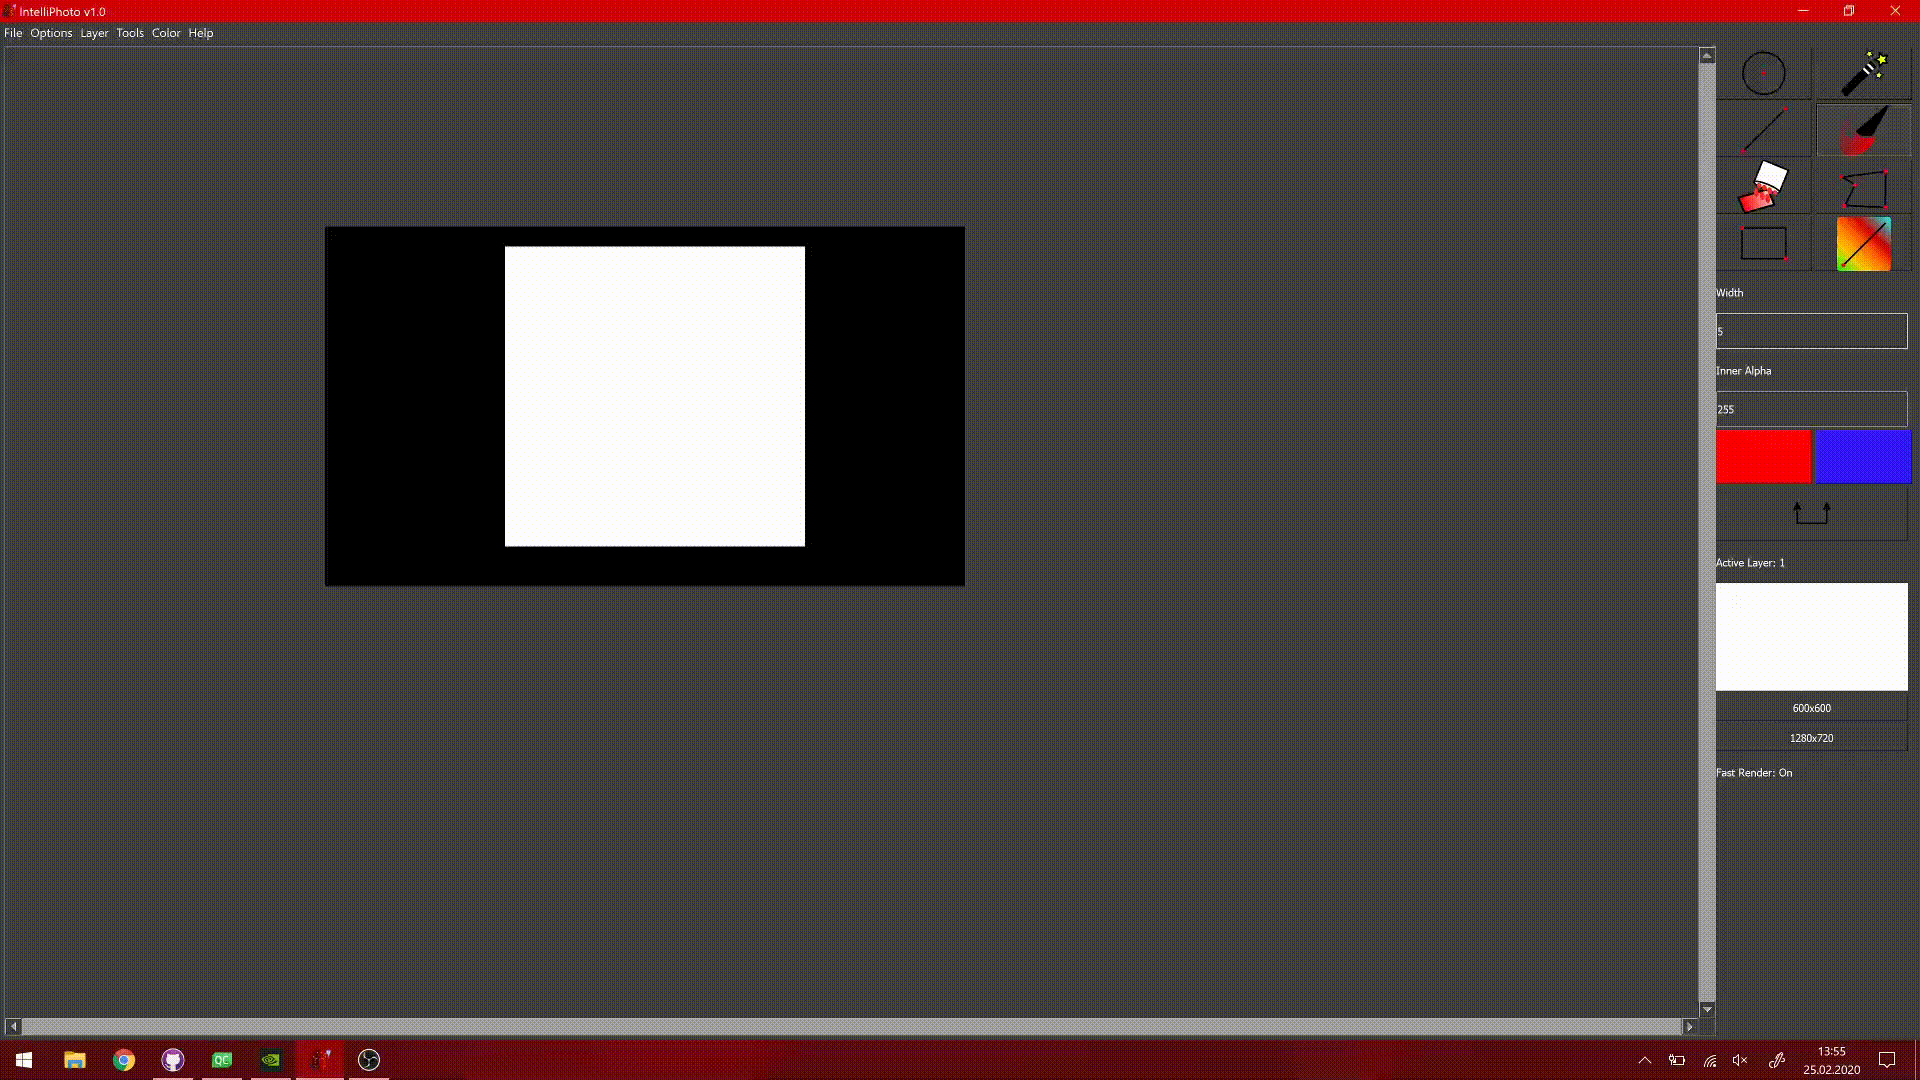 IntelliPhoto v1.0
File Options Layer Tools Color Help
Width
5
Inner Alpha
255
Active Layer: 1
600x600
1280x720
Fast Render: On
QC
13:55
25.02.2020